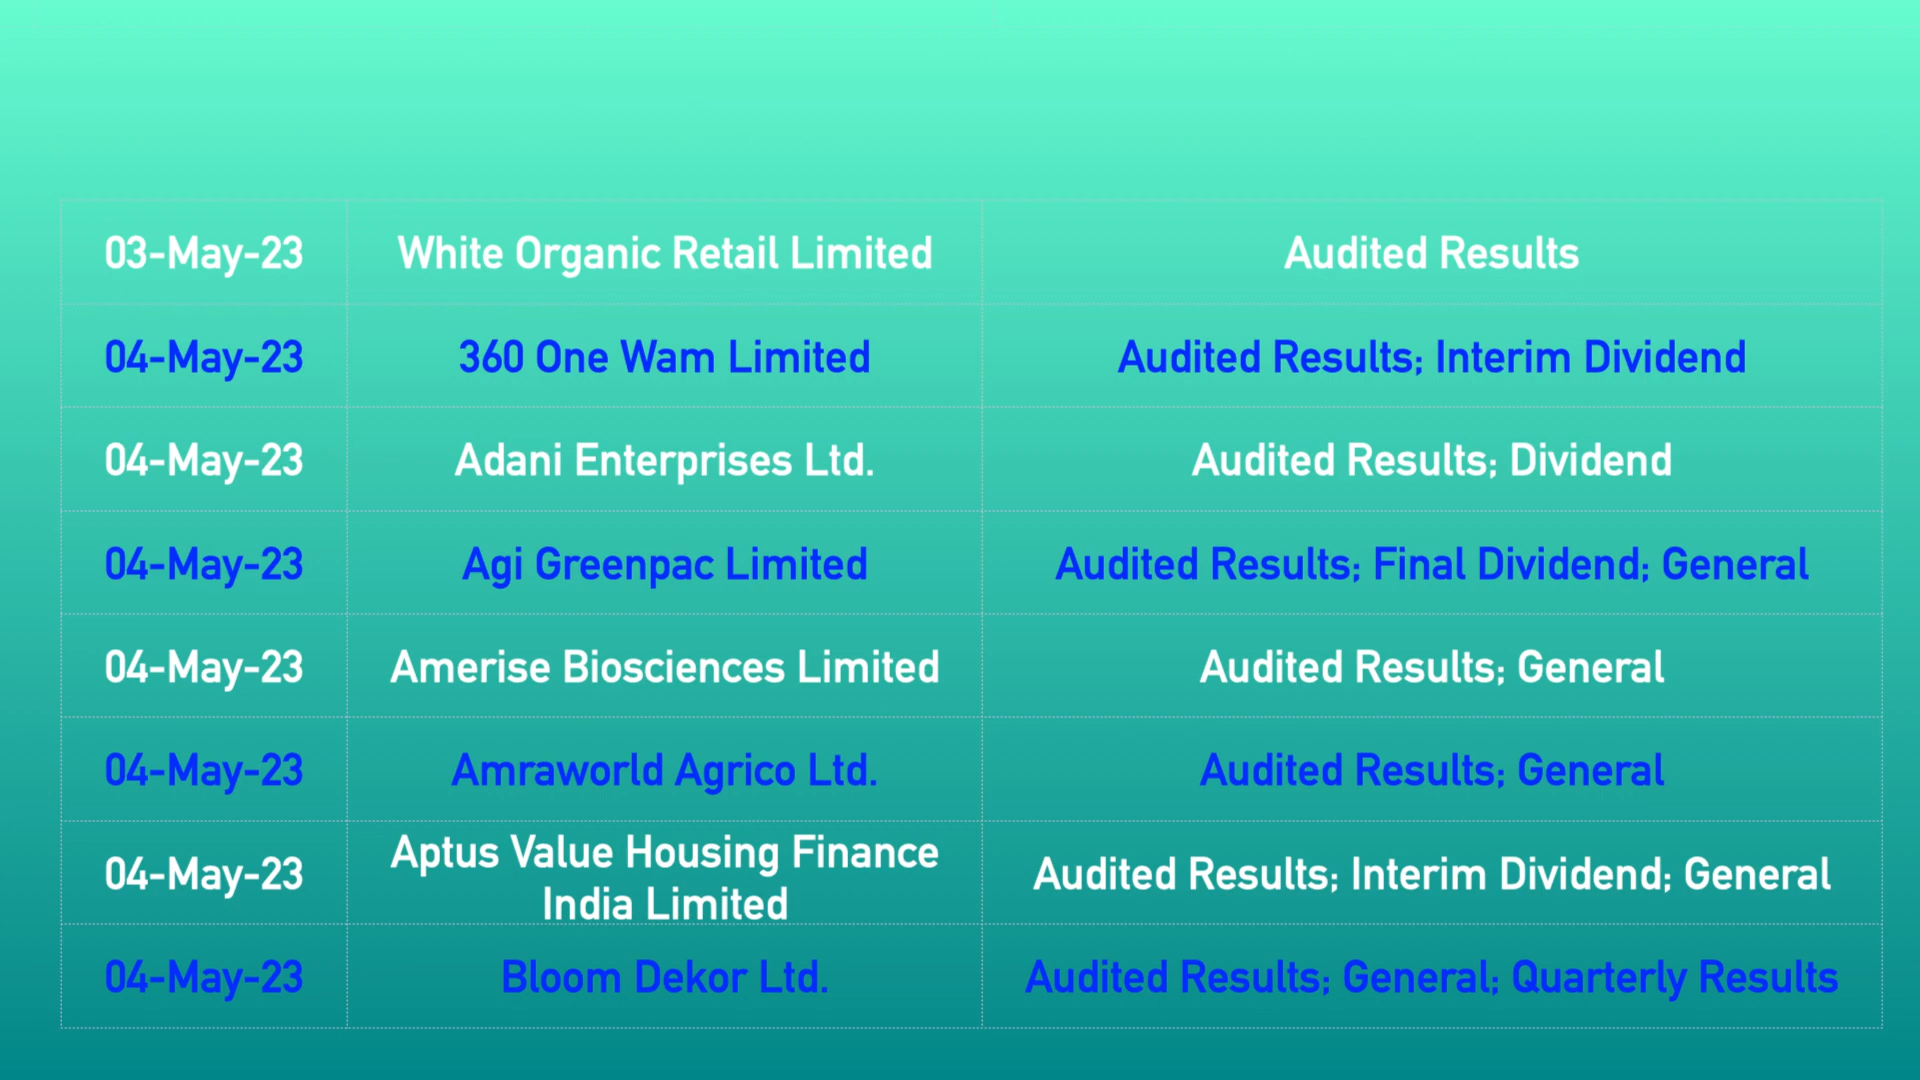 03-May-23 White Organic Retail Limited Audited Results
04-May-23 360 One Wam Limited Audited Results; Interim Dividend
04-May-23 Adani Enterprises Ltd. Audited Results; Dividend
04-May-23 Agi Greenpac Limited Audited Results; Final Dividend; General
04-May-23 Amerise Biosciences Limited Audited Results; General
04-May-23 Amraworld Agrico Ltd. Audited Results; General
04-May-23 Aptus Value Housing Finance
India Limited Audited Results; Interim Dividend; General
04-May-23 Bloom Dekor Ltd. Audited Results; General; Quarterly Results